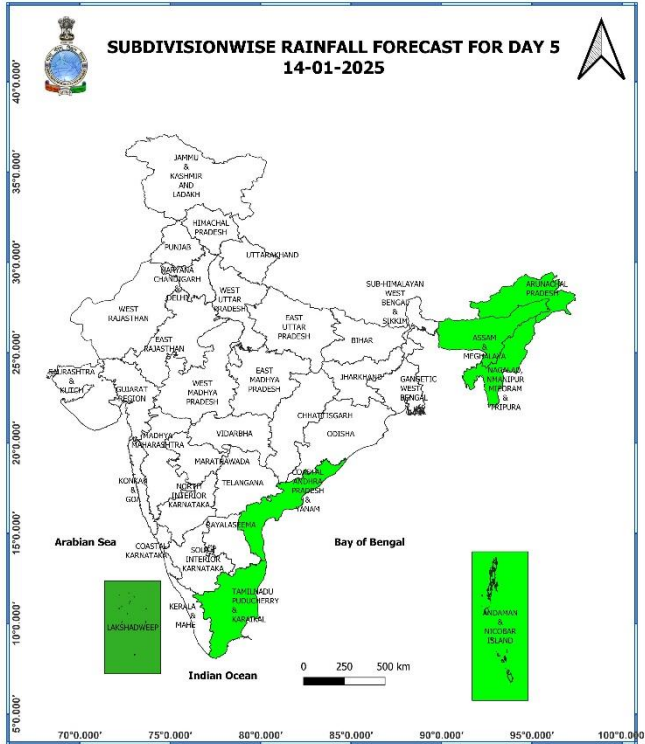 SUBDIVISIONWISE RAINFALL FORECAST FOR DAY 5
14-01-2025
40°0.000'
35°0.000'
30°0.000'
25°0.000'
20°0.000'
15°0.000'
10°0.000'
5°0.000'
JAMMU
&
KASHMIR
AND
LADAKH
HIMACHAL
PRADESH
PUNJAB
UTTARAKHAND
HARYANA
CHANDIGARH
&
DELHI
WEST
UTTAR
PRADESH
WEST
RAJASTHAN
EAST
RAJASTHAN
EAST
UTTAR
PRADESH
SUB-HIMALAYAN
WEST
BENGAL
&
SIKKIM
ARUNACHAL
PRADESH
ASSAM
&
MEGHALAYA
BIHAR
SAURASHTRA
&
KUTCH
GUJARAT
REGION
WEST
MADHYA
PRADESH
EAST
MADHYA
PRADESH
JHARKHAND
GANGETIC
WEST
BENGAL
&
TRIPURA
CHHATTISGARH
ODISHA
MADHYA
MAHARASHTRA
VIDARBHA
MARATHAWADA
KONKAN
&
GOA
NORTH
INTERIOR
KARNATAKA
TELANGANA
COASTAL
ANDHRA
PRADESH
&
YANAM
RAYALASEEMA
Arabian Sea
COASTAL
KARNATAKA
SOUTH
INTERIOR
KARNATAKA
Bay of Bengal
LAKSHADWEEP
KERALA
&
MAHE
TAMILNADU
PUDUCHERRY
&
KARAIKAL
ANDAMAN
&
NICOBAR
ISLAND
Indian Ocean
0 250 500 km
70°0.000' 75°0.000' 80°0.000' 85°0.000' 90°0.000' 95°0.000' 100°0.000'